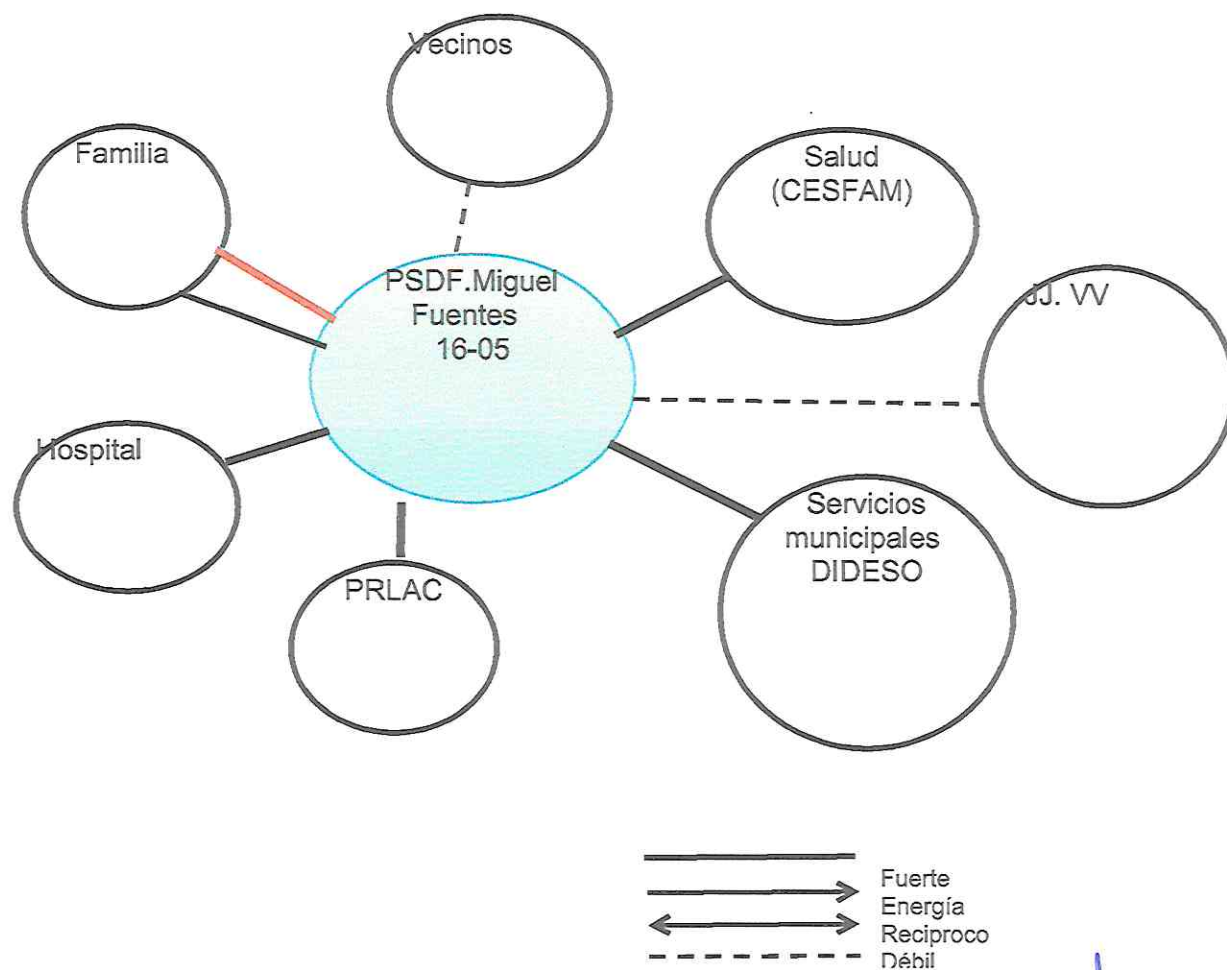 Vecinos
Familia
Salud
(CESFAM)
PSDF.Miguel
Fuentes
16-05
JJ. VV
Hospital
Servicios
municipales
DIDESO
PRLAC
Fuerte
Energía
Reciproco
Débil